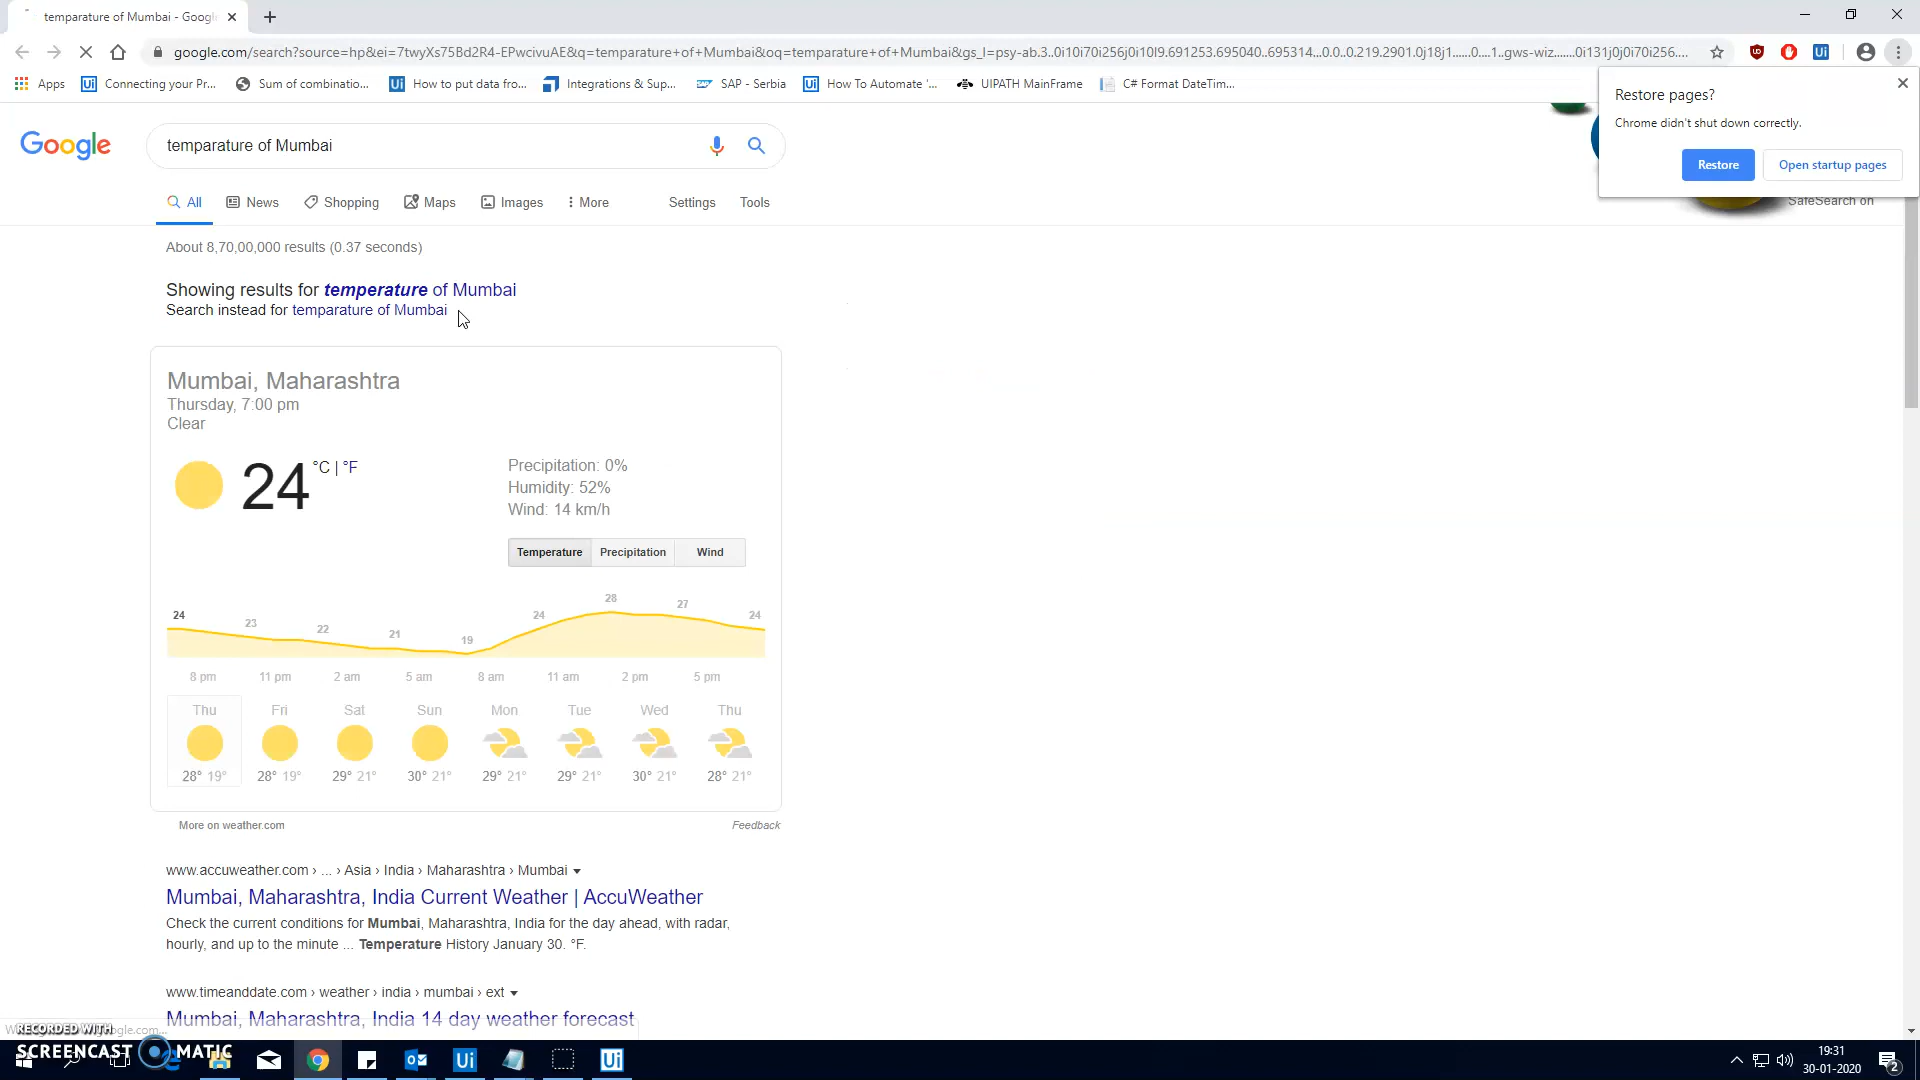 temparature of Mumbai - Googl
google.com/search?source=hp&ei=7twyXs75Bd2R4-EPwcivuAE&q=temparature+of+Mumbai&oq=temparature+of+Mumbai&gs_l=psy-ab.3..0i10i70i256j0i10l9.691253.695040..695314...0.0..0.219.2901.0j18j1......0....1..gws-wiz.......0i131j0j0i70i256....
Apps Connecting your Pr... Sum of combinatio... How to put data fro... Integrations & Sup... SAP - Serbia How To Automate '... UIPATH MainFrame C# Format DateTim...
Restore pages?
Chrome didn't shut down correctly.
Restore Open startup pages
Google temparature of Mumbai
All News Shopping Maps Images More Settings Tools SafeSearch on
About 8,70,00,000 results (0.37 seconds)
Showing results for temperature of Mumbai
Search instead for temparature of Mumbai
Mumbai, Maharashtra
Thursday, 7:00 pm
Clear
24 °C | °F
Precipitation: 0%
Humidity: 52%
Wind: 14 km/h
Temperature Precipitation Wind
24 23 22 21 19 24 28 27 24
8 pm 11 pm 2 am 5 am 8 am 11 am 2 pm 5 pm
Thu Fri Sat Sun Mon Tue Wed Thu
28° 19° 28° 19° 29° 21° 30° 21° 29° 21° 29° 21° 30° 21° 28° 21°
More on weather.com Feedback
www.accuweather.com › ... › Asia › India › Maharashtra › Mumbai
Mumbai, Maharashtra, India Current Weather | AccuWeather
Check the current conditions for Mumbai, Maharashtra, India for the day ahead, with radar,
hourly, and up to the minute ... Temperature History January 30. °F.
www.timeanddate.com › weather › india › mumbai › ext
Mumbai, Maharashtra, India 14 day weather forecast
RECORDED WITH
SCREENCAST MATIC
19:31
30-01-2020
2